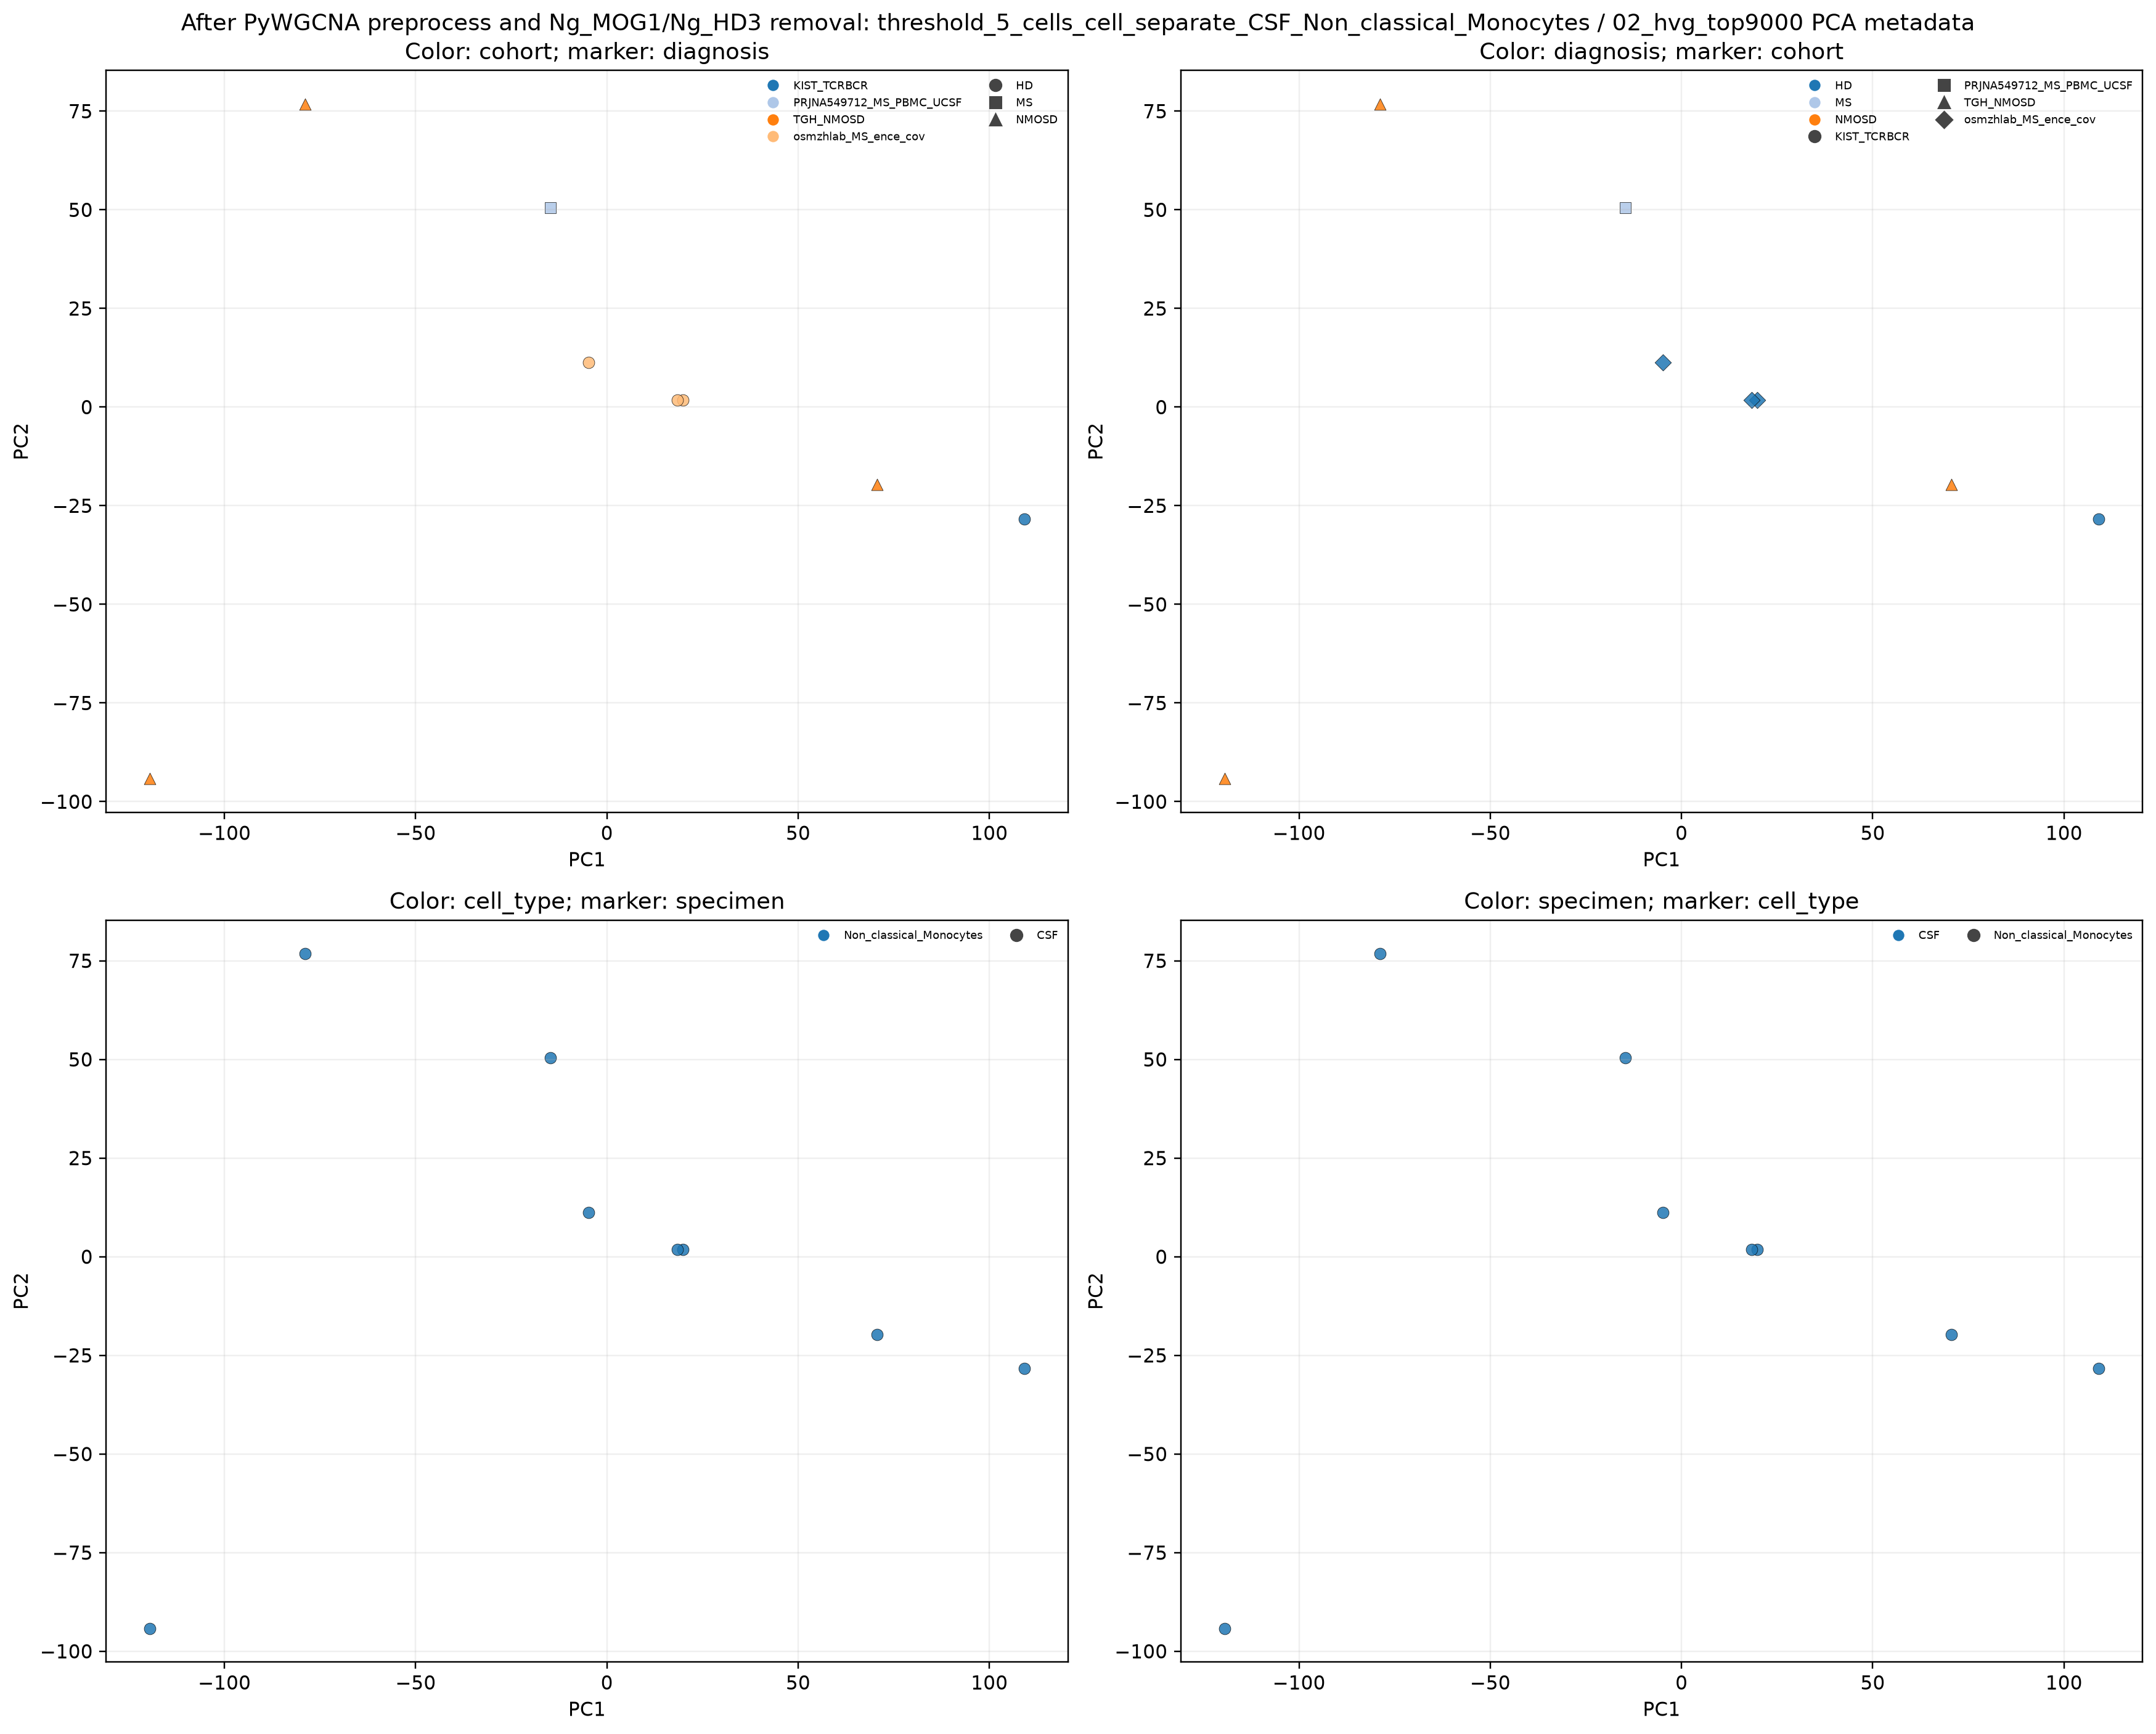 After PyWGCNA preprocess and Ng_MOG1/Ng_HD3 removal: threshold_5_cells_cell_separate_CSF_Non_classical_Monocytes / 02_hvg_top9000 PCA metadata
Color: cohort; marker: diagnosis
KIST_TCRBCR
PRJNA549712_MS_PBMC_UCSF
TGH_NMOSD
osmzhlab_MS_ence_cov
HD
MS
NMOSD
75
50
25
0
−25
−50
−75
−100
PC2
−100
−50
0
50
100
PC1
Color: diagnosis; marker: cohort
HD
MS
NMOSD
KIST_TCRBCR
PRJNA549712_MS_PBMC_UCSF
TGH_NMOSD
osmzhlab_MS_ence_cov
75
50
25
0
−25
−50
−75
−100
PC2
−100
−50
0
50
100
PC1
Color: cell_type; marker: specimen
Non_classical_Monocytes
CSF
75
50
25
0
−25
−50
−75
−100
PC2
−100
−50
0
50
100
PC1
Color: specimen; marker: cell_type
CSF
Non_classical_Monocytes
75
50
25
0
−25
−50
−75
−100
PC2
−100
−50
0
50
100
PC1